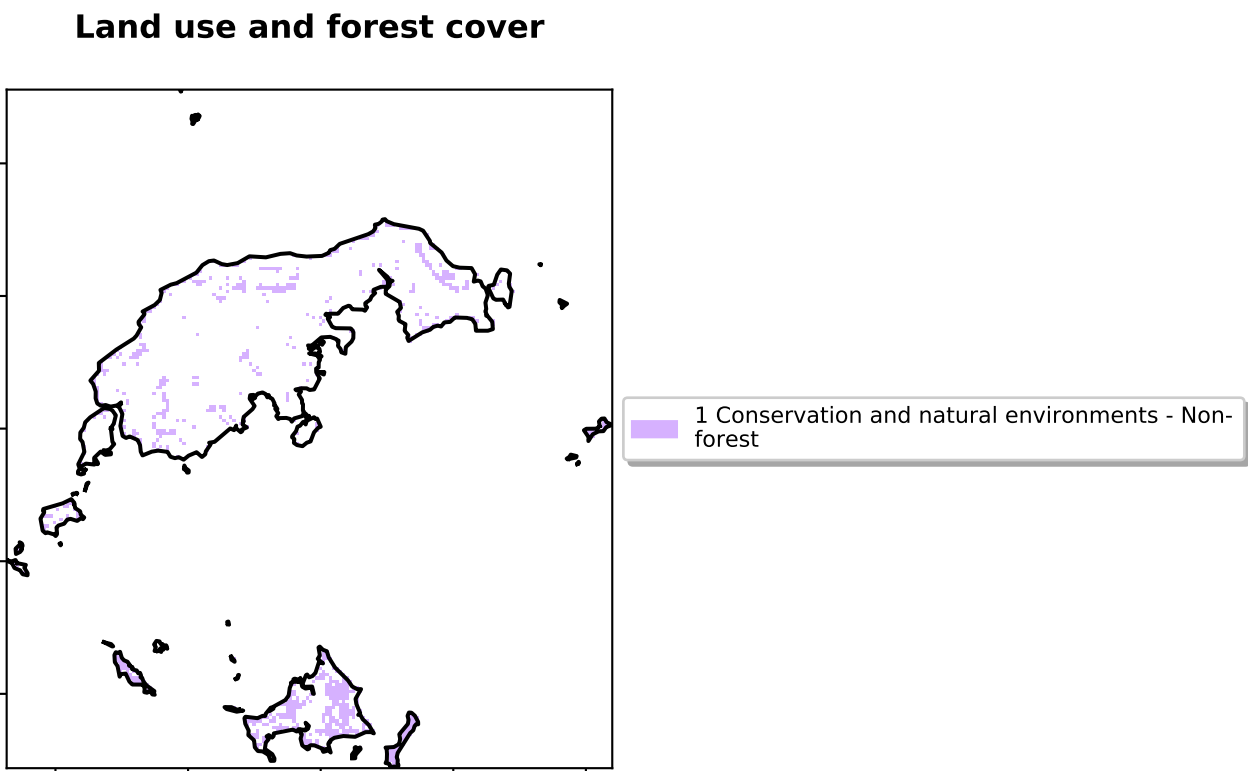 Land use and forest cover
1 Conservation and natural environments - Non-
forest